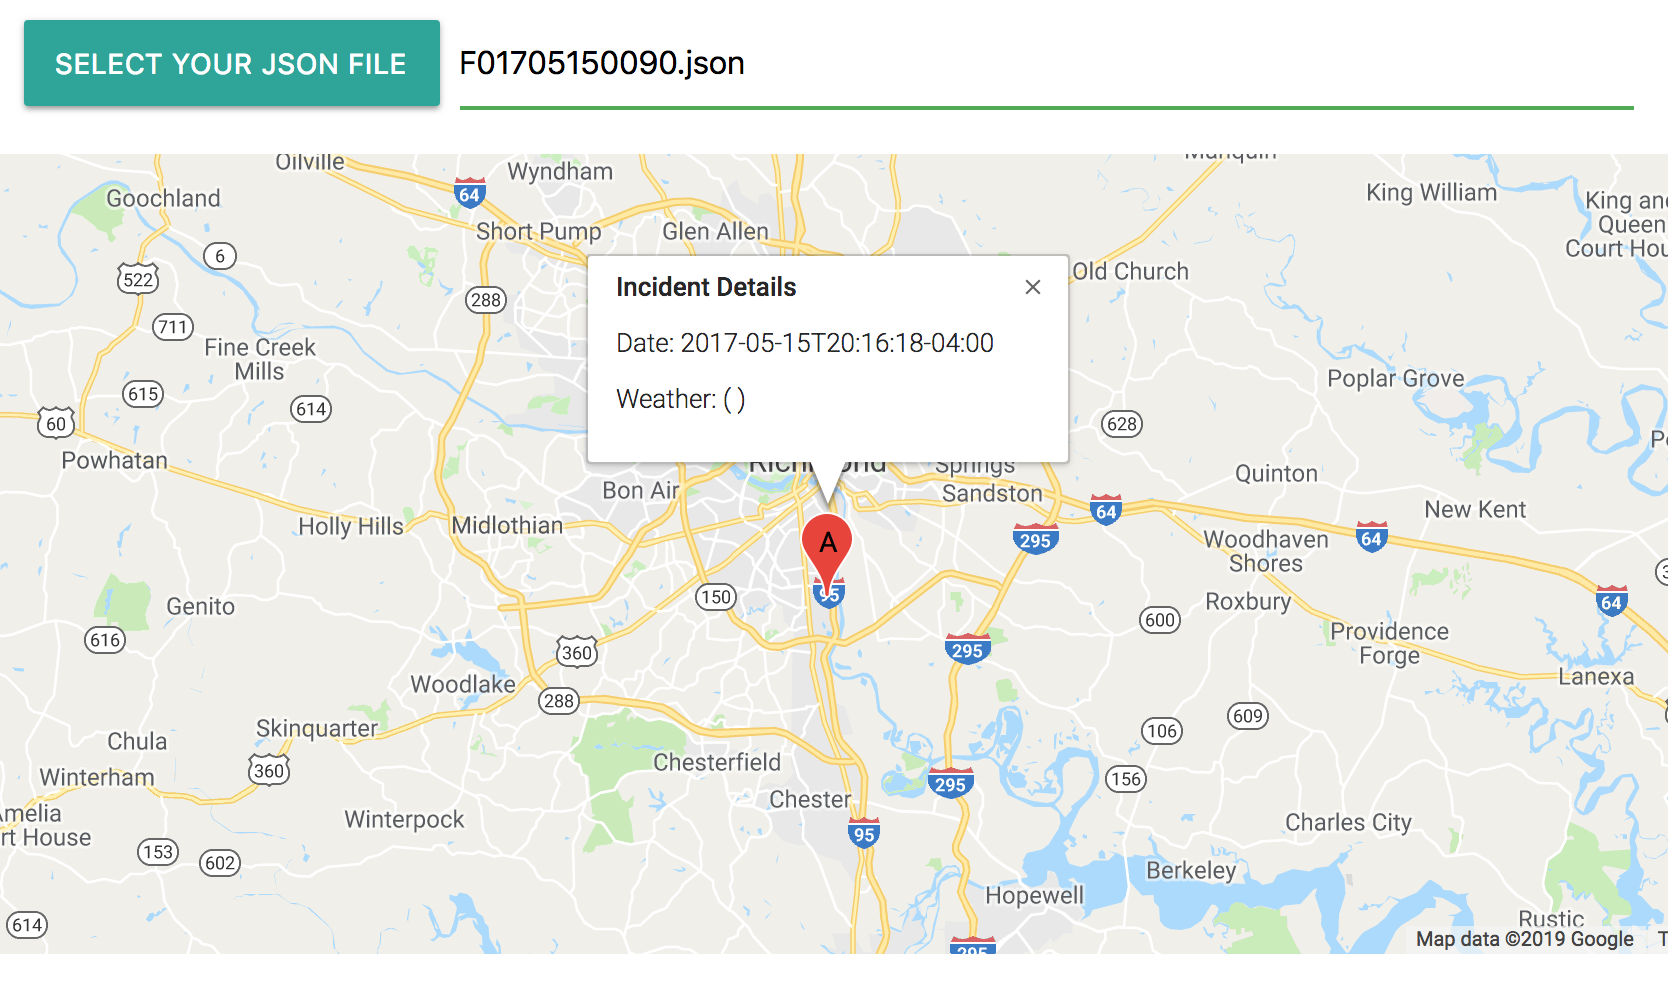 SELECT YOUR JSON FILE
F01705150090.json
Oilville
Wyndham
64
King William
Goochland
King
Queen
Court
Short Pump
Glen Allen
6
522
Old Church
Incident Details
×
288
711
Date: 2017-05-15T20:16:18-04:00
Fine Creek
Mills
Poplar Grove
615
614
Weather: ( )
60
628
Powhatan
Richmond
Springs
Quinton
Bon Air
Sandston
64
New Kent
Holly Hills
Midlothian
295
64
Woodhaven
Shores
A
95
150
Genito
Roxbury
64
616
600
Providence
Forge
360
295
Woodlake
Lanexa
288
Skinquarter
609
106
Chula
Chesterfield
360
Winterham
295
156
Chester
Winterpock
95
Charles City
rt House
153
602
Berkeley
Hopewell
614
Rustic
295
Map data ©2019 Google